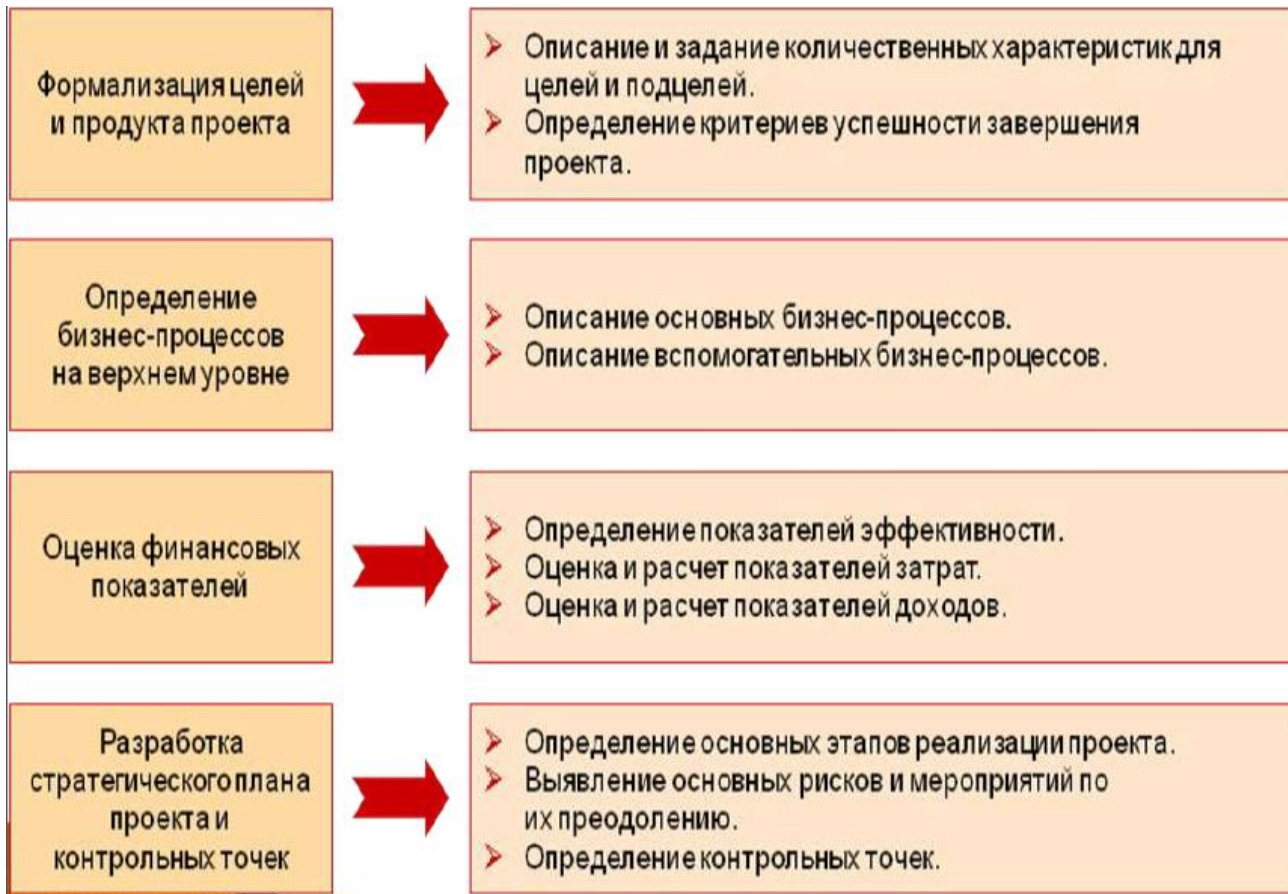 Формализация целей
и продукта проекта
Описание и задание количественных характеристик для
целей и подцелей.
Определение критериев успешности завершения
проекта.
Определение
бизнес-процессов
на верхнем уровне
Описание основных бизнес-процессов.
Описание вспомогательных бизнес-процессов.
Оценка финансовых
показателей
Определение показателей эффективности.
Оценка и расчет показателей затрат.
Оценка и расчет показателей доходов.
Разработка
стратегического плана
проекта и
контрольных точек
Определение основных этапов реализации проекта.
Выявление основных рисков и мероприятий по
их преодолению.
Определение контрольных точек.